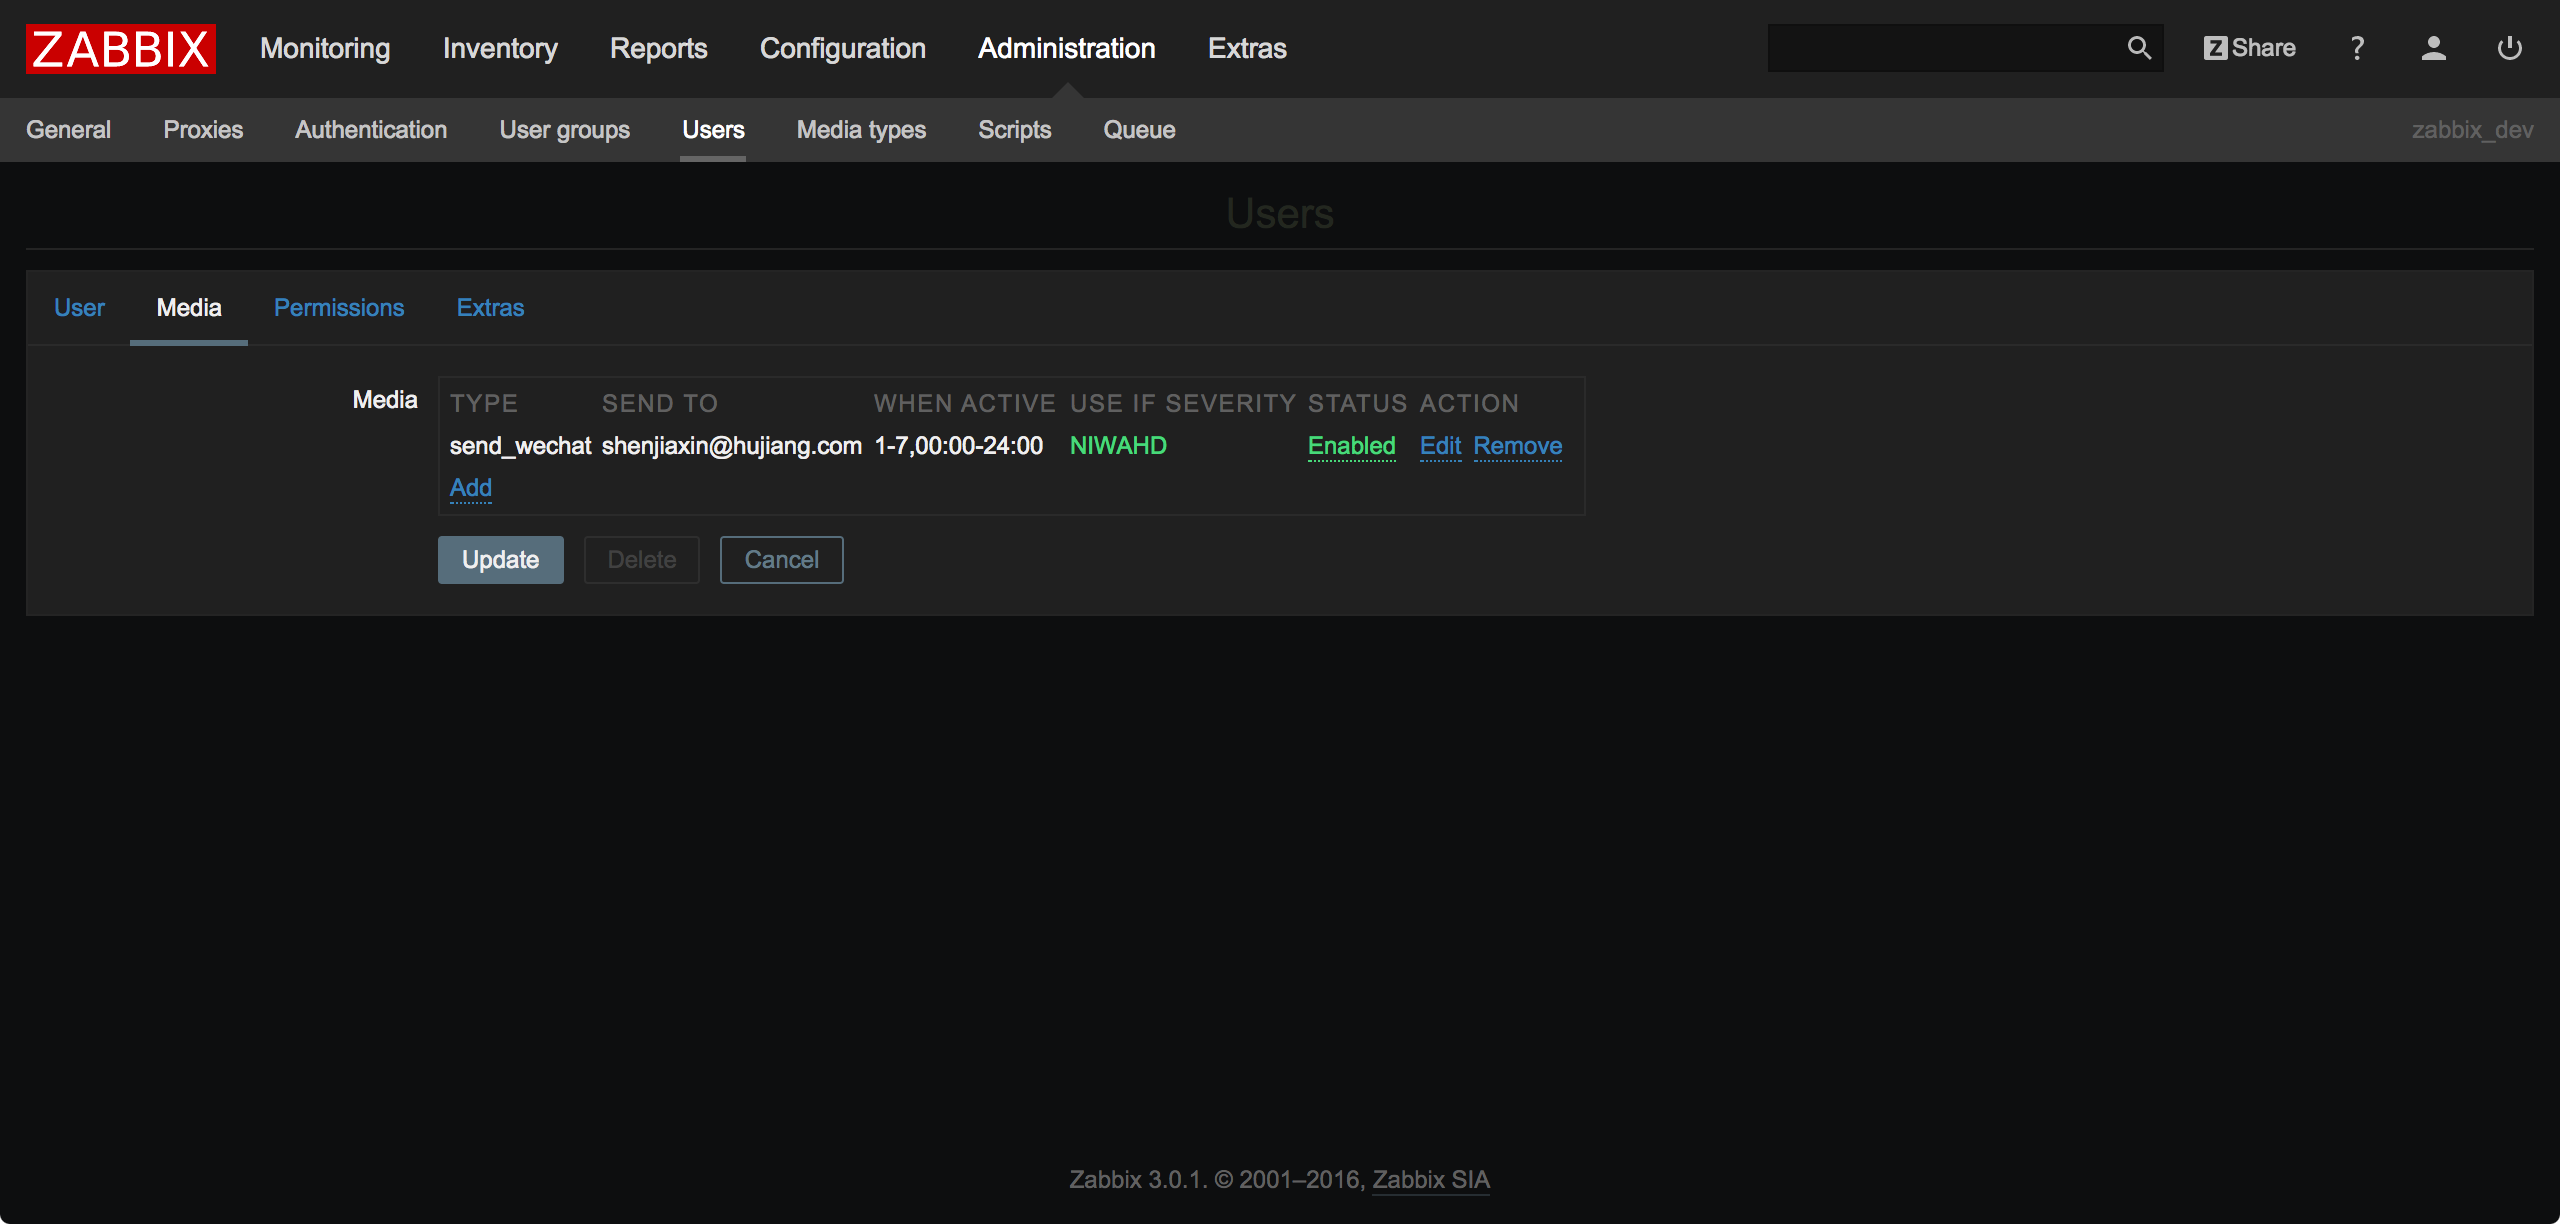 ZABBIX Monitoring Inventory Reports Configuration Administration Extras Z Share ?
General Proxies Authentication User groups Users Media types Scripts Queue zabbix_dev
Users
User Media Permissions Extras
Media TYPE SEND TO WHEN ACTIVE USE IF SEVERITY STATUS ACTION
send_wechat shenjiaxin@hujiang.com 1-7,00:00-24:00 NIWAHD Enabled Edit Remove
Add
Update Delete Cancel
Zabbix 3.0.1. © 2001–2016, Zabbix SIA